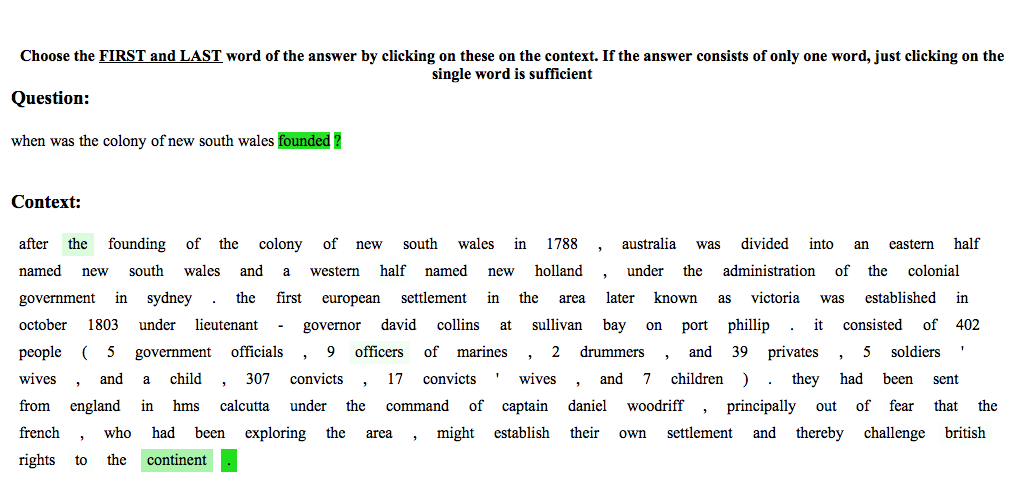 Choose the FIRST and LAST word of the answer by clicking on these on the context. If the answer consists of only one word, just clicking on the
single word is sufficient
Question:
when was the colony of new south wales founded ?
Context:
after the founding of the colony of new south wales in 1788 , australia was divided into an eastern half
named new south wales and a western half named new holland , under the administration of the colonial
government in sydney . the first european settlement in the area later known as victoria was established in
october 1803 under lieutenant - governor david collins at sullivan bay on port phillip . it consisted of 402
people ( 5 government officials , 9 officers of marines , 2 drummers , and 39 privates , 5 soldiers '
wives , and a child , 307 convicts , 17 convicts ' wives , and 7 children ) . they had been sent
from england in hms calcutta under the command of captain daniel woodriff , principally out of fear that the
french , who had been exploring the area , might establish their own settlement and thereby challenge british
rights to the continent .